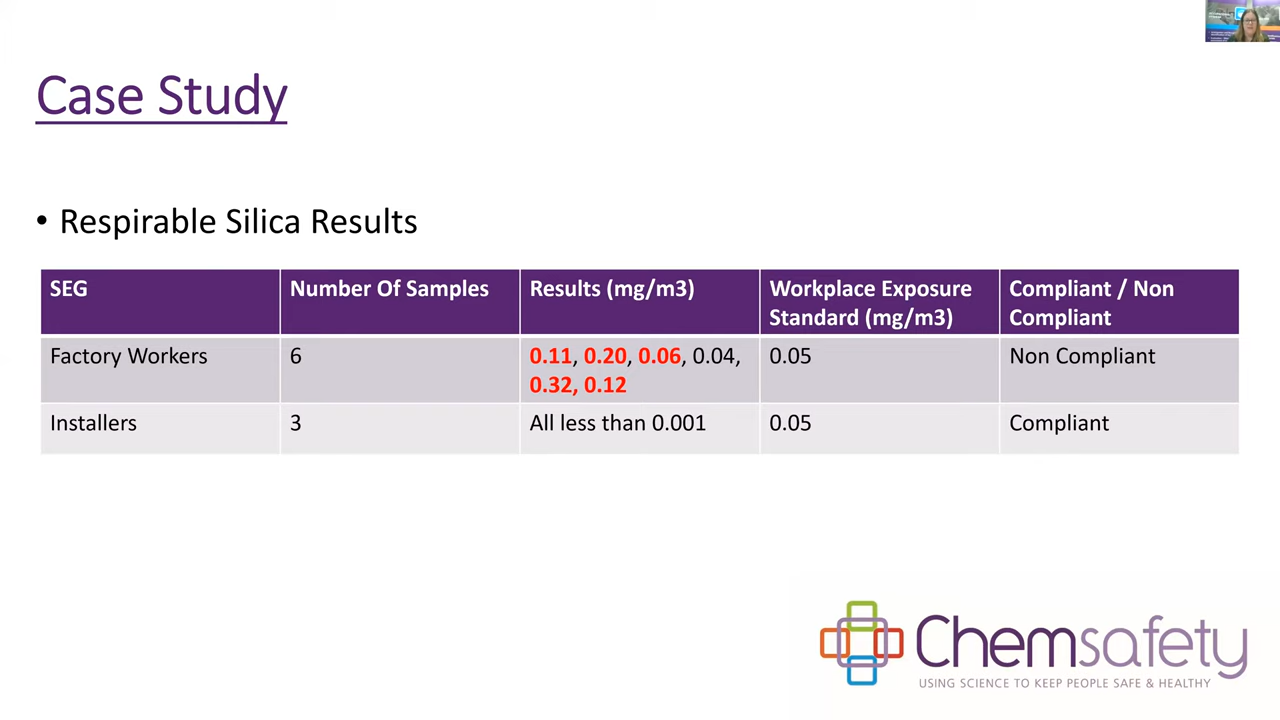 Case Study
• Respirable Silica Results
SEG
Number Of Samples
Results (mg/m3)
Workplace Exposure
Standard (mg/m3)
Compliant / Non
Compliant
Factory Workers
6
0.11, 0.20, 0.06, 0.04,
0.32, 0.12
0.05
Non Compliant
Installers
3
All less than 0.001
0.05
Compliant
Chemsafety
USING SCIENCE TO KEEP PEOPLE SAFE & HEALTHY